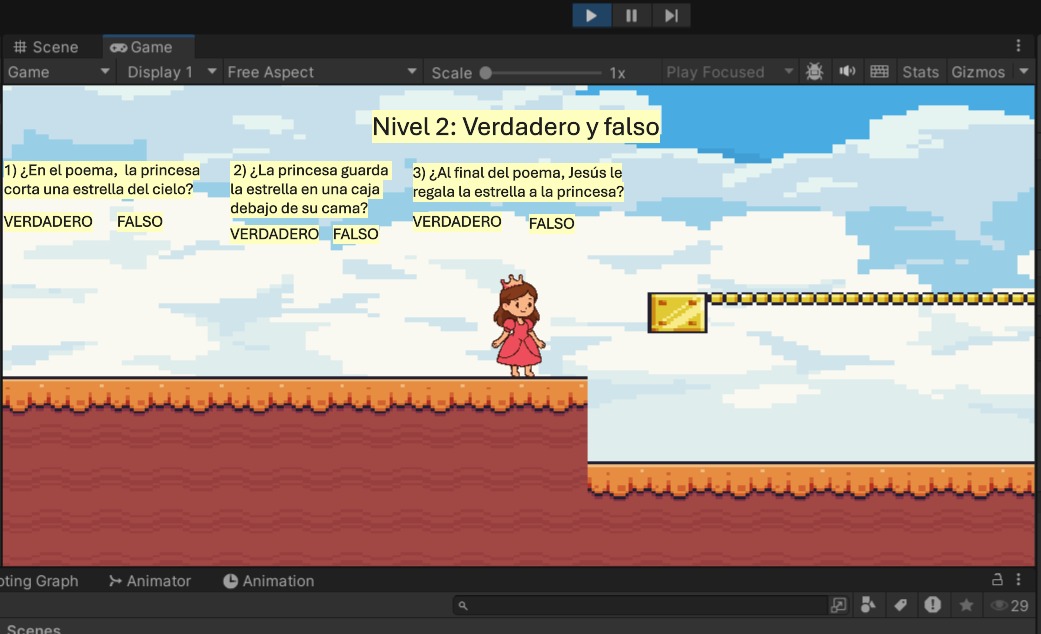 Scene Game
Game Display 1 Free Aspect Scale 1x Play Focused Stats Gizmos
Nivel 2: Verdadero y falso
1) ¿En el poema, la princesa
corta una estrella del cielo?
VERDADERO FALSO
2) ¿La princesa guarda
la estrella en una caja
debajo de su cama?
VERDADERO FALSO
3) ¿Al final del poema, Jesús le
regala la estrella a la princesa?
VERDADERO FALSO
oting Graph Animator Animation
29
Scenes